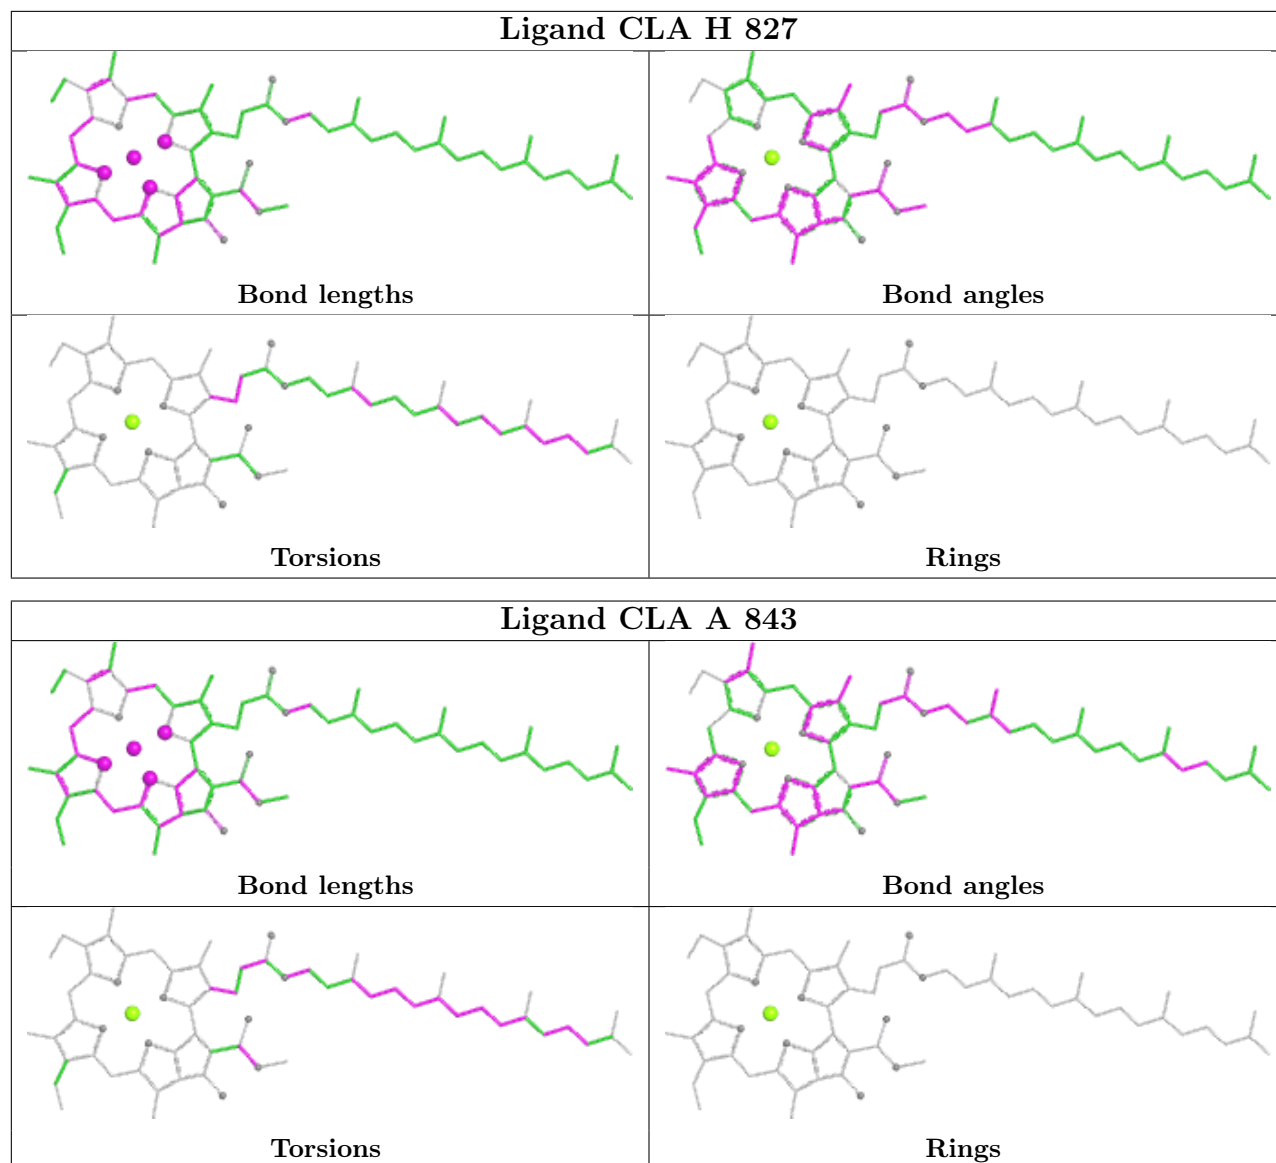 Ligand CLA H 827
Bond lengths
Bond angles
Torsions
Rings
Ligand CLA A 843
Bond lengths
Bond angles
Torsions
Rings